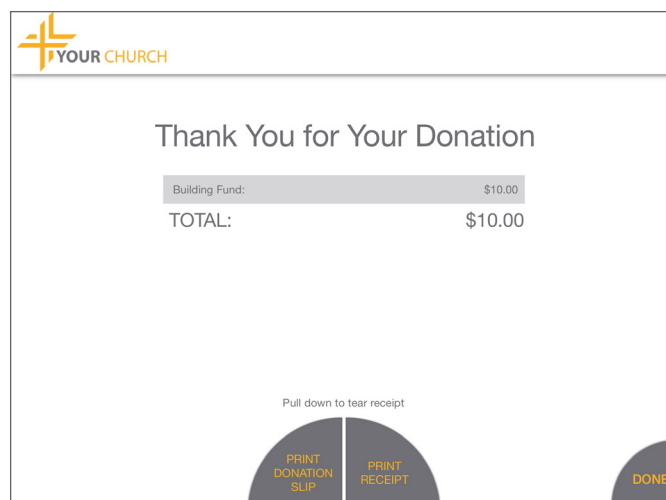 YOUR CHURCH
Thank You for Your Donation
Building Fund: $10.00
TOTAL: $10.00
Pull down to tear receipt
PRINT
DONATION
SLIP
PRINT
RECEIPT
DONE